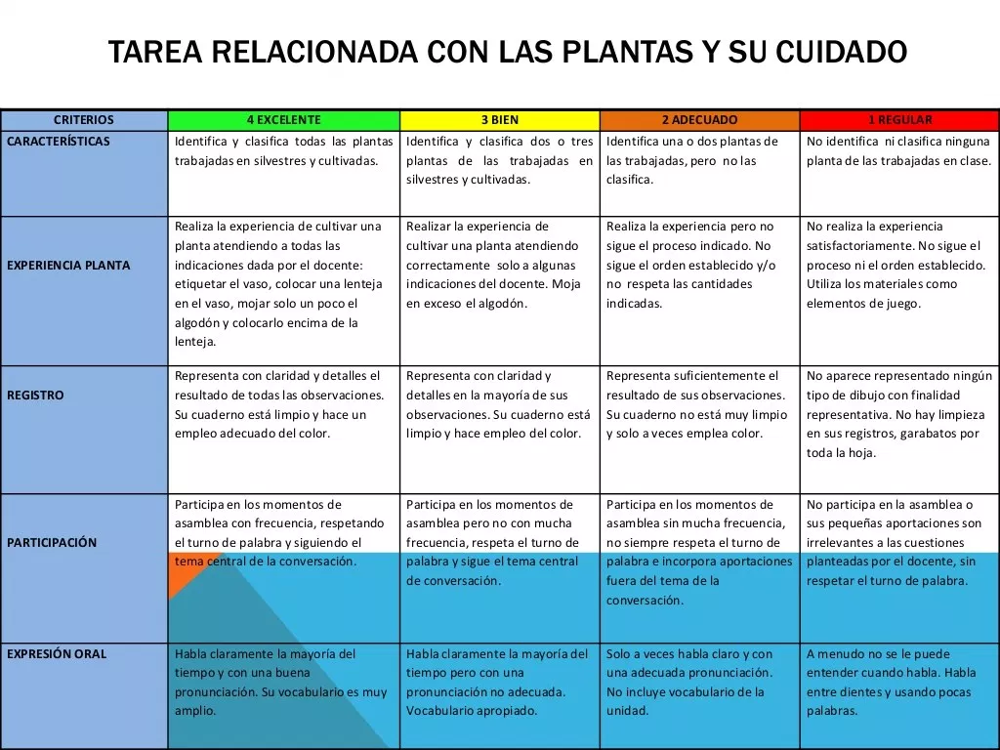 TAREA RELACIONADA CON LAS PLANTAS Y SU CUIDADO
CRITERIOS
4 EXCELENTE
3 BIEN
2 ADECUADO
1 REGULAR
CARACTERÍSTICAS
Identifica y clasifica todas las plantas
trabajadas en silvestres y cultivadas.
Identifica y clasifica dos o tres
plantas de las trabajadas en
silvestres y cultivadas.
Identifica una o dos plantas de
las trabajadas, pero no las
clasifica.
No identifica ni clasifica ninguna
planta de las trabajadas en clase.
EXPERIENCIA PLANTA
Realiza la experiencia de cultivar una
planta atendiendo a todas las
indicaciones dada por el docente:
etiquetar el vaso, colocar una lenteja
en el vaso, mojar solo un poco el
algodón y colocarlo encima de la
lenteja.
Realizar la experiencia de
cultivar una planta atendiendo
correctamente solo a algunas
indicaciones del docente. Moja
en exceso el algodón.
Realiza la experiencia pero no
sigue el proceso indicado. No
sigue el orden establecido y/o
no respeta las cantidades
indicadas.
No realiza la experiencia
satisfactoriamente. No sigue el
proceso ni el orden establecido.
Utiliza los materiales como
elementos de juego.
REGISTRO
Representa con claridad y detalles el
resultado de todas las observaciones.
Su cuaderno está limpio y hace un
empleo adecuado del color.
Representa con claridad y
detalles en la mayoría de sus
observaciones. Su cuaderno está
limpio y hace empleo del color.
Representa suficientemente el
resultado de sus observaciones.
Su cuaderno no está muy limpio
y solo a veces emplea color.
No aparece representado ningún
tipo de dibujo con finalidad
representativa. No hay limpieza
en sus registros, garabatos por
toda la hoja.
PARTICIPACIÓN
Participa en los momentos de
asamblea con frecuencia, respetando
el turno de palabra y siguiendo el
tema central de la conversación.
Participa en los momentos de
asamblea pero no con mucha
frecuencia, respeta el turno de
palabra y sigue el tema central
de conversación.
Participa en los momentos de
asamblea sin mucha frecuencia,
no siempre respeta el turno de
palabra e incorpora aportaciones
fuera del tema de la
conversación.
No participa en la asamblea o
sus pequeñas aportaciones son
irrelevantes a las cuestiones
planteadas por el docente, sin
respetar el turno de palabra.
EXPRESIÓN ORAL
Habla claramente la mayoría del
tiempo y con una buena
pronunciación. Su vocabulario es muy
amplio.
Habla claramente la mayoría del
tiempo pero con una
pronunciación no adecuada.
Vocabulario apropiado.
Solo a veces habla claro y con
una adecuada pronunciación.
No incluye vocabulario de la
unidad.
A menudo no se le puede
entender cuando habla. Habla
entre dientes y usando pocas
palabras.